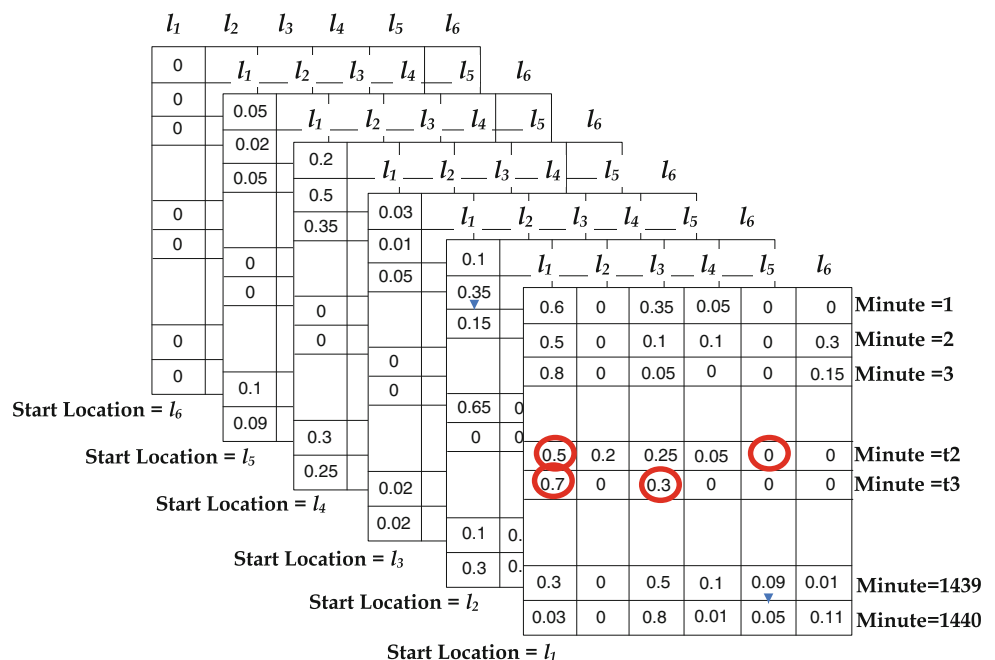 l1 l2 l3 l4 l5 l6
0
0
0
0
0
0
0
Start Location = l6
l1 l2 l3 l4 l5 l6
0.05
0.02
0.05
0
0
0.1
0.09
Start Location = l5
l1 l2 l3 l4 l5 l6
0.2
0.5
0.35
0
0
0.3
0.25
Start Location = l4
l1 l2 l3 l4 l5 l6
0.03
0.01
0.05
0
0
0.02
0.02
Start Location = l3
l1 l2 l3 l4 l5 l6
0.1
0.35
0.15
0.65 0
0 0
0.1 0.
0.3 0.
Start Location = l2
l1 l2 l3 l4 l5 l6
0.6 0 0.35 0.05 0 0 Minute =1
0.5 0 0.1 0.1 0 0.3 Minute =2
0.8 0 0.05 0 0 0.15 Minute =3
0.5 0.2 0.25 0.05 0 0 Minute =t2
0.7 0 0.3 0 0 0 Minute =t3
0.3 0 0.5 0.1 0.09 0.01 Minute=1439
0.03 0 0.8 0.01 0.05 0.11 Minute=1440
Start Location = l1